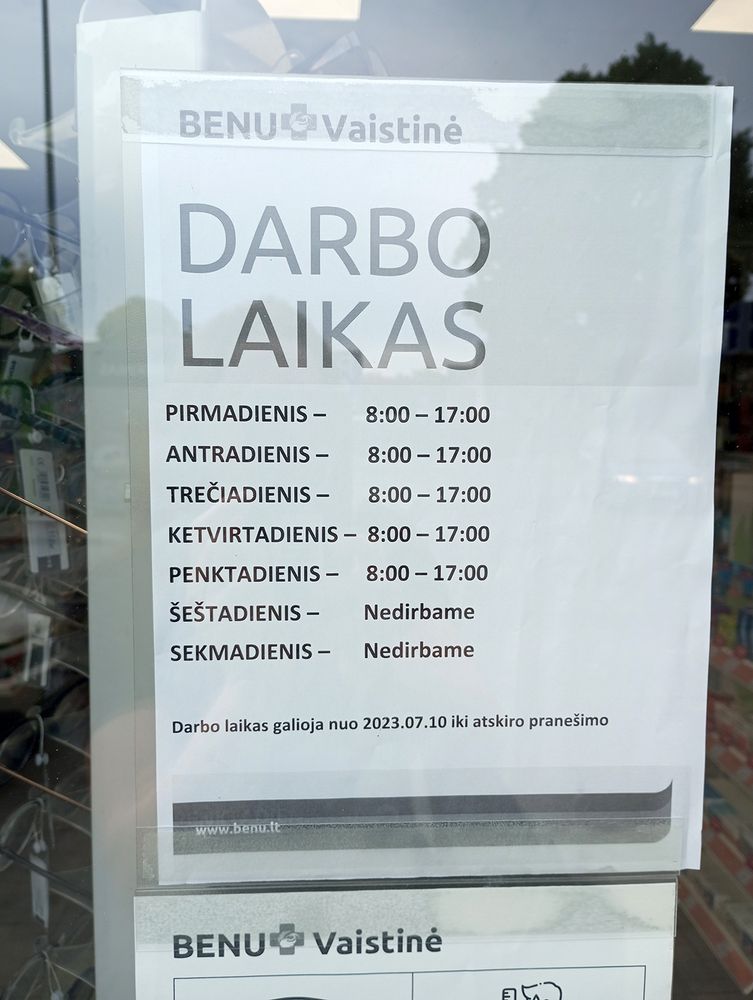 BENU Vaistinė
DARBO
LAIKAS
PIRMADIENIS – 8:00 – 17:00
ANTRADIENIS – 8:00 – 17:00
TREČIADIENIS – 8:00 – 17:00
KETVIRTADIENIS – 8:00 – 17:00
PENKTADIENIS – 8:00 – 17:00
ŠEŠTADIENIS – Nedirbame
SEKMADIENIS – Nedirbame
Darbo laikas galioja nuo 2023.07.10 iki atskiro pranešimo
www.benu.lt
BENU Vaistinė